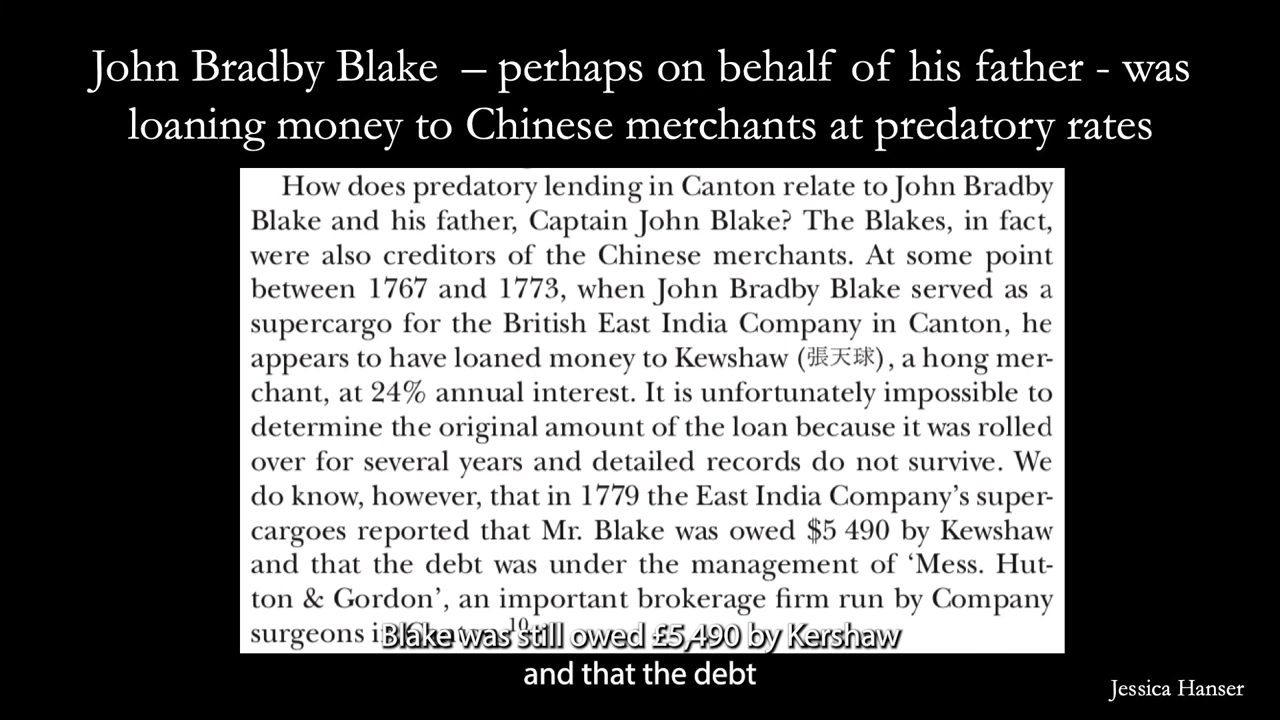 John Bradby Blake – perhaps on behalf of his father - was
loaning money to Chinese merchants at predatory rates
How does predatory lending in Canton relate to John Bradby
Blake and his father, Captain John Blake? The Blakes, in fact,
were also creditors of the Chinese merchants. At some point
between 1767 and 1773, when John Bradby Blake served as a
supercargo for the British East India Company in Canton, he
appears to have loaned money to Kewshaw (張天球), a hong mer-
chant, at 24% annual interest. It is unfortunately impossible to
determine the original amount of the loan because it was rolled
over for several years and detailed records do not survive. We
do know, however, that in 1779 the East India Company’s super-
cargoes reported that Mr. Blake was owed $5 490 by Kewshaw
and that the debt was under the management of ‘Mess. Hut-
ton & Gordon’, an important brokerage firm run by Company
surgeons 10
Blake was still owed £5,490 by Kershaw
and that the debt
Jessica Hanser